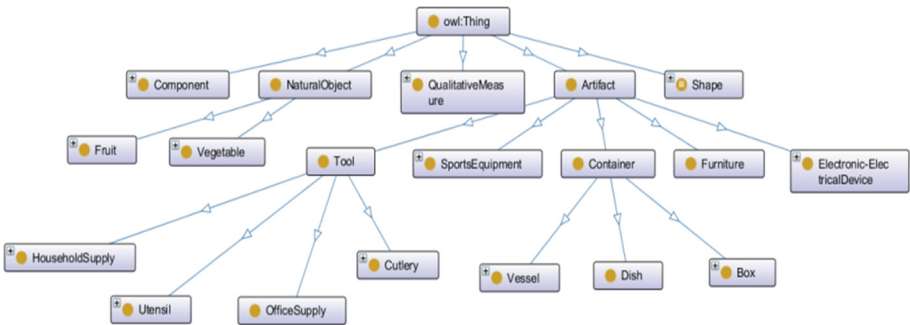 owl:Thing
Component
NaturalObject
QualitativeMeas
ure
Artifact
Shape
Fruit
Vegetable
Tool
SportsEquipment
Container
Furniture
Electronic-Elec
tricalDevice
HouseholdSupply
Utensil
OfficeSupply
Cutlery
Vessel
Dish
Box